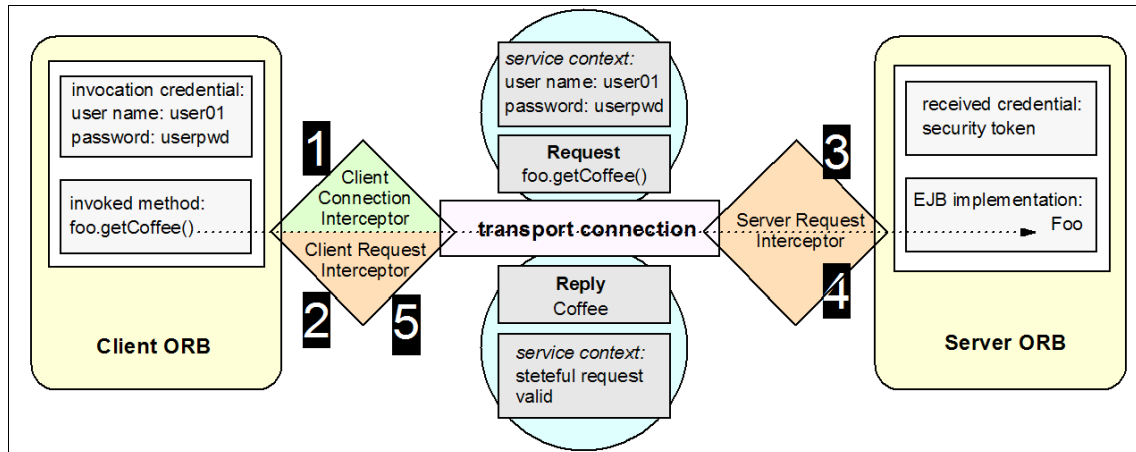 invocation credential:
user name: user01
password: userpwd
invoked method:
foo.getCoffee()
Client ORB
1
Client
Connection
Interceptor
Client Request
Interceptor
2
5
service context:
user name: user01
password: userpwd
Request
foo.getCoffee()
transport connection
Reply
Coffee
service context:
steteful request
valid
3
Server Request
Interceptor
4
received credential:
security token
EJB implementation:
Foo
Server ORB